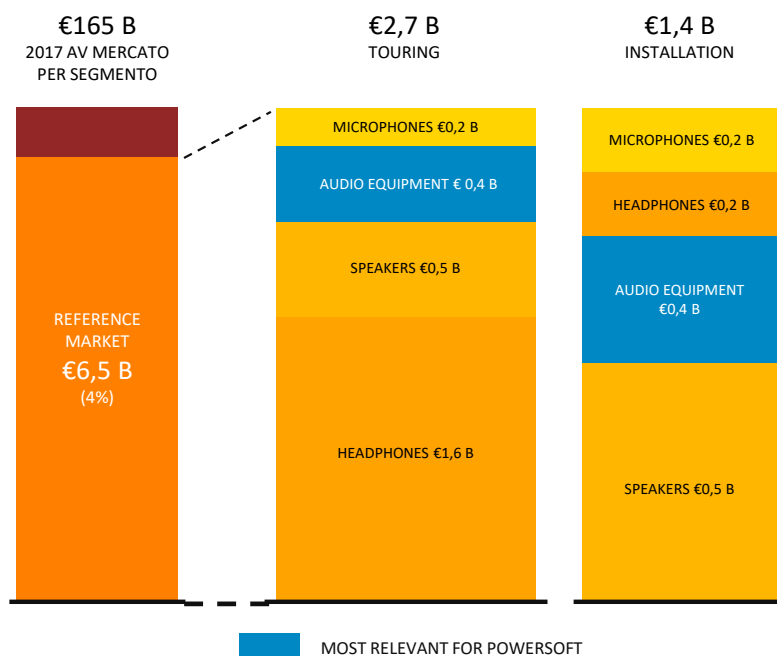 €165 B
2017 AV MERCATO
PER SEGMENTO
REFERENCE
MARKET
€6,5 B
(4%)
€2,7 B
TOURING
MICROPHONES €0,2 B
AUDIO EQUIPMENT € 0,4 B
SPEAKERS €0,5 B
HEADPHONES €1,6 B
€1,4 B
INSTALLATION
MICROPHONES €0,2 B
HEADPHONES €0,2 B
AUDIO EQUIPMENT
€0,4 B
SPEAKERS €0,5 B
MOST RELEVANT FOR POWERSOFT